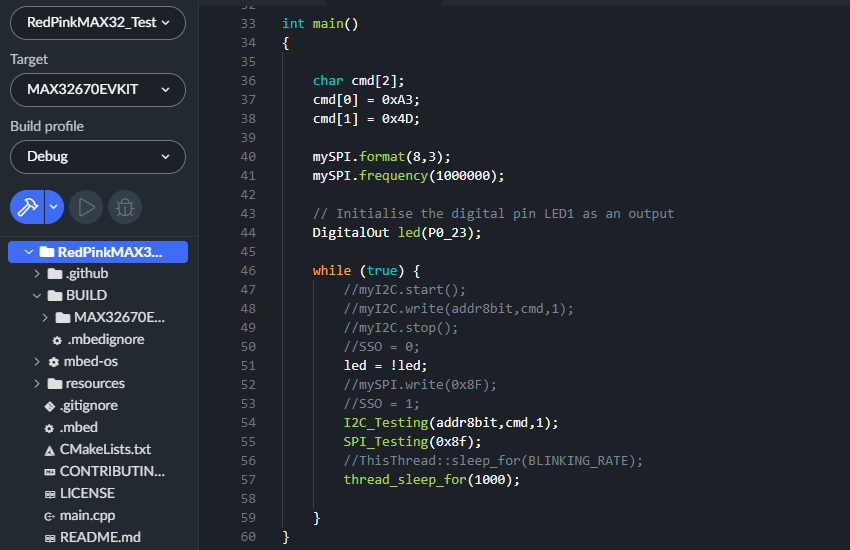 RedPinkMAX32_Test
Target
MAX32670EVKIT
Build profile
Debug
RedPinkMAX3...
.github
BUILD
MAX32670E...
.mbedignore
mbed-os
resources
.gitignore
.mbed
CMakeLists.txt
CONTRIBUTIN...
LICENSE
main.cpp
README.md
32
33 int main()
34 {
35
36 char cmd[2];
37 cmd[0] = 0xA3;
38 cmd[1] = 0x4D;
39
40 mySPI.format(8,3);
41 mySPI.frequency(1000000);
42
43 // Initialise the digital pin LED1 as an output
44 DigitalOut led(P0_23);
45
46 while (true) {
47 //myI2C.start();
48 //myI2C.write(addr8bit,cmd,1);
49 //myI2C.stop();
50 //SSO = 0;
51 led = !led;
52 //mySPI.write(0x8F);
53 //SSO = 1;
54 I2C_Testing(addr8bit,cmd,1);
55 SPI_Testing(0x8f);
56 //ThisThread::sleep_for(BLINKING_RATE);
57 thread_sleep_for(1000);
58
59 }
60 }